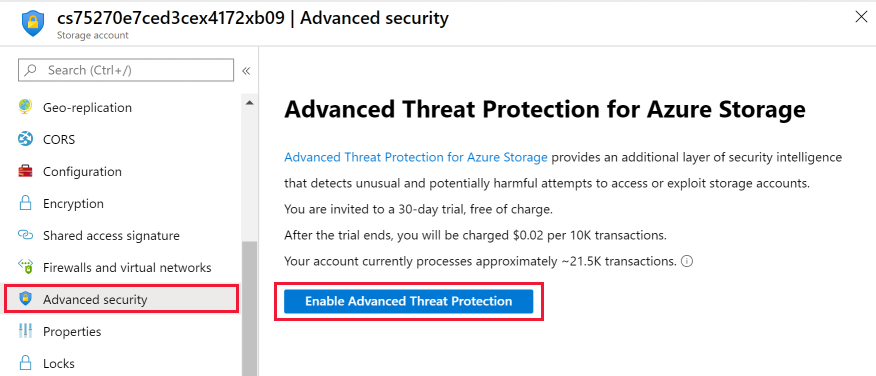 cs75270e7ced3cex4172xb09 | Advanced security
Storage account
Search (Ctrl+/)
«
Geo-replication
CORS
Configuration
Encryption
Shared access signature
Firewalls and virtual networks
Advanced security
Properties
Locks
Advanced Threat Protection for Azure Storage
Advanced Threat Protection for Azure Storage provides an additional layer of security intelligence
that detects unusual and potentially harmful attempts to access or exploit storage accounts.
You are invited to a 30-day trial, free of charge.
After the trial ends, you will be charged $0.02 per 10K transactions.
Your account currently processes approximately ~21.5K transactions.
Enable Advanced Threat Protection